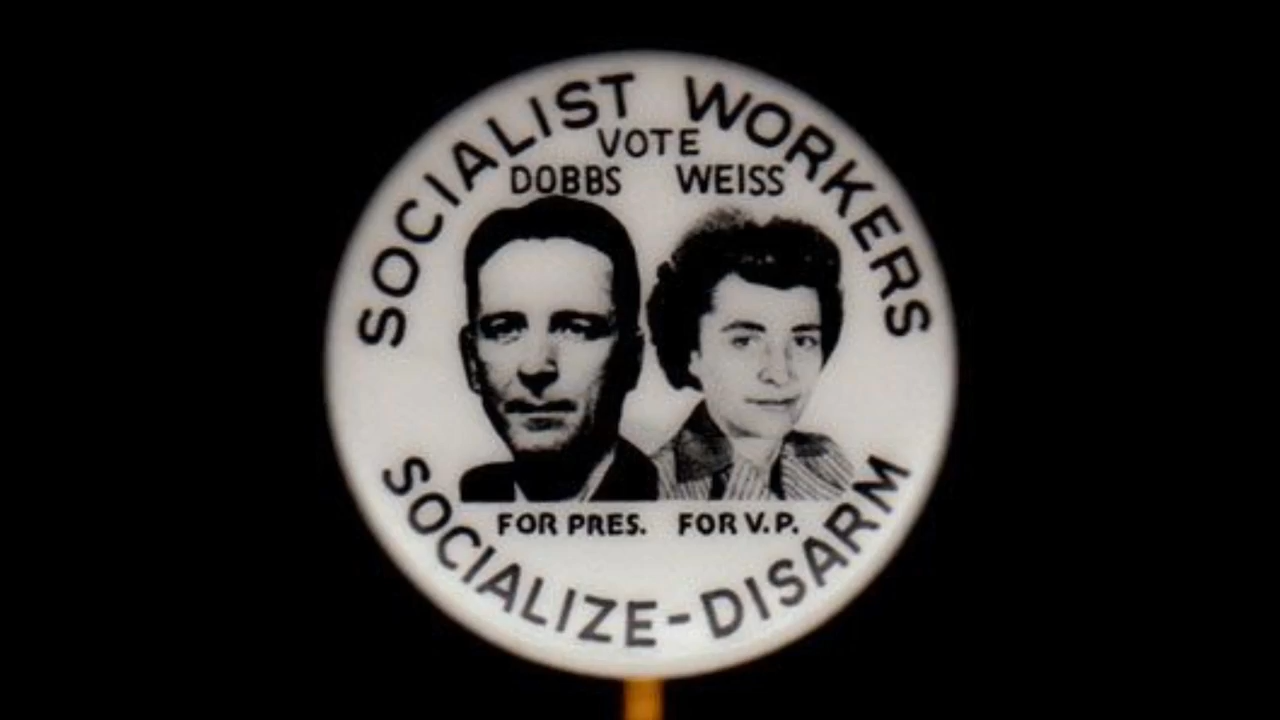 SOCIALIST WORKERS
VOTE
DOBBS WEISS
FOR PRES. FOR V.P.
SOCIALIZE-DISARM